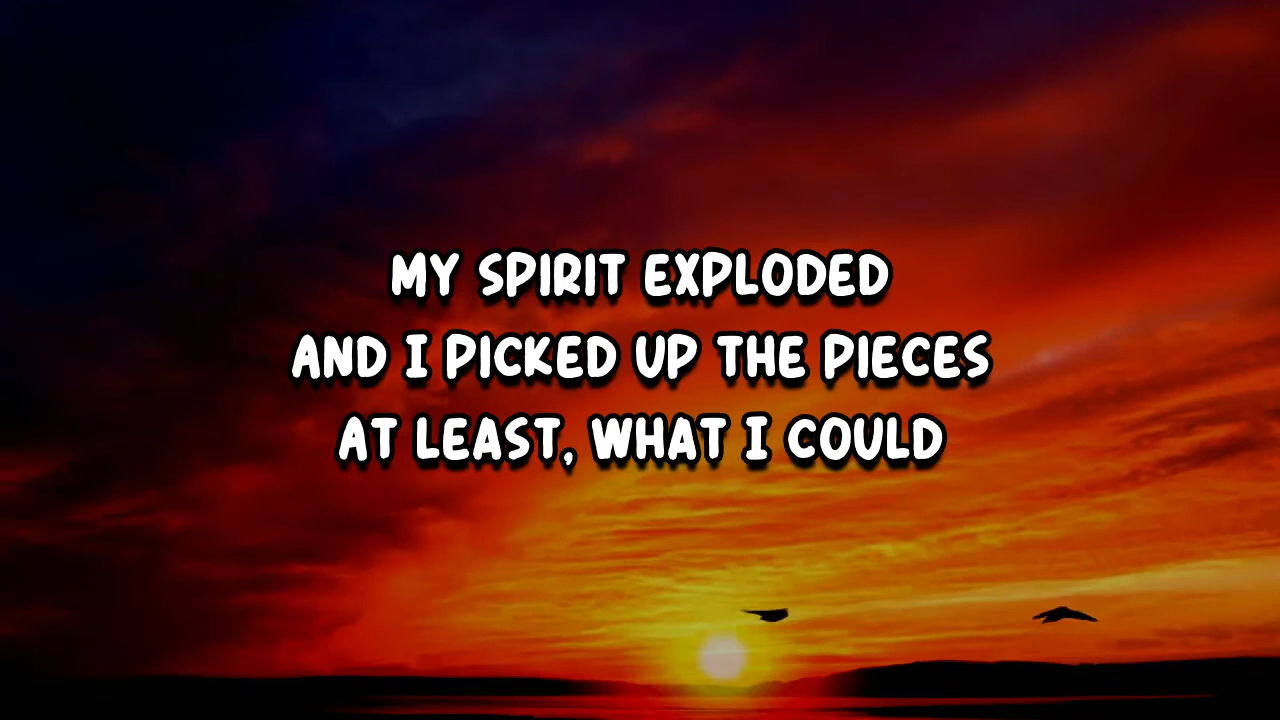 MY SPIRIT EXPLODED
AND I PICKED UP THE PIECES
AT LEAST, WHAT I COULD